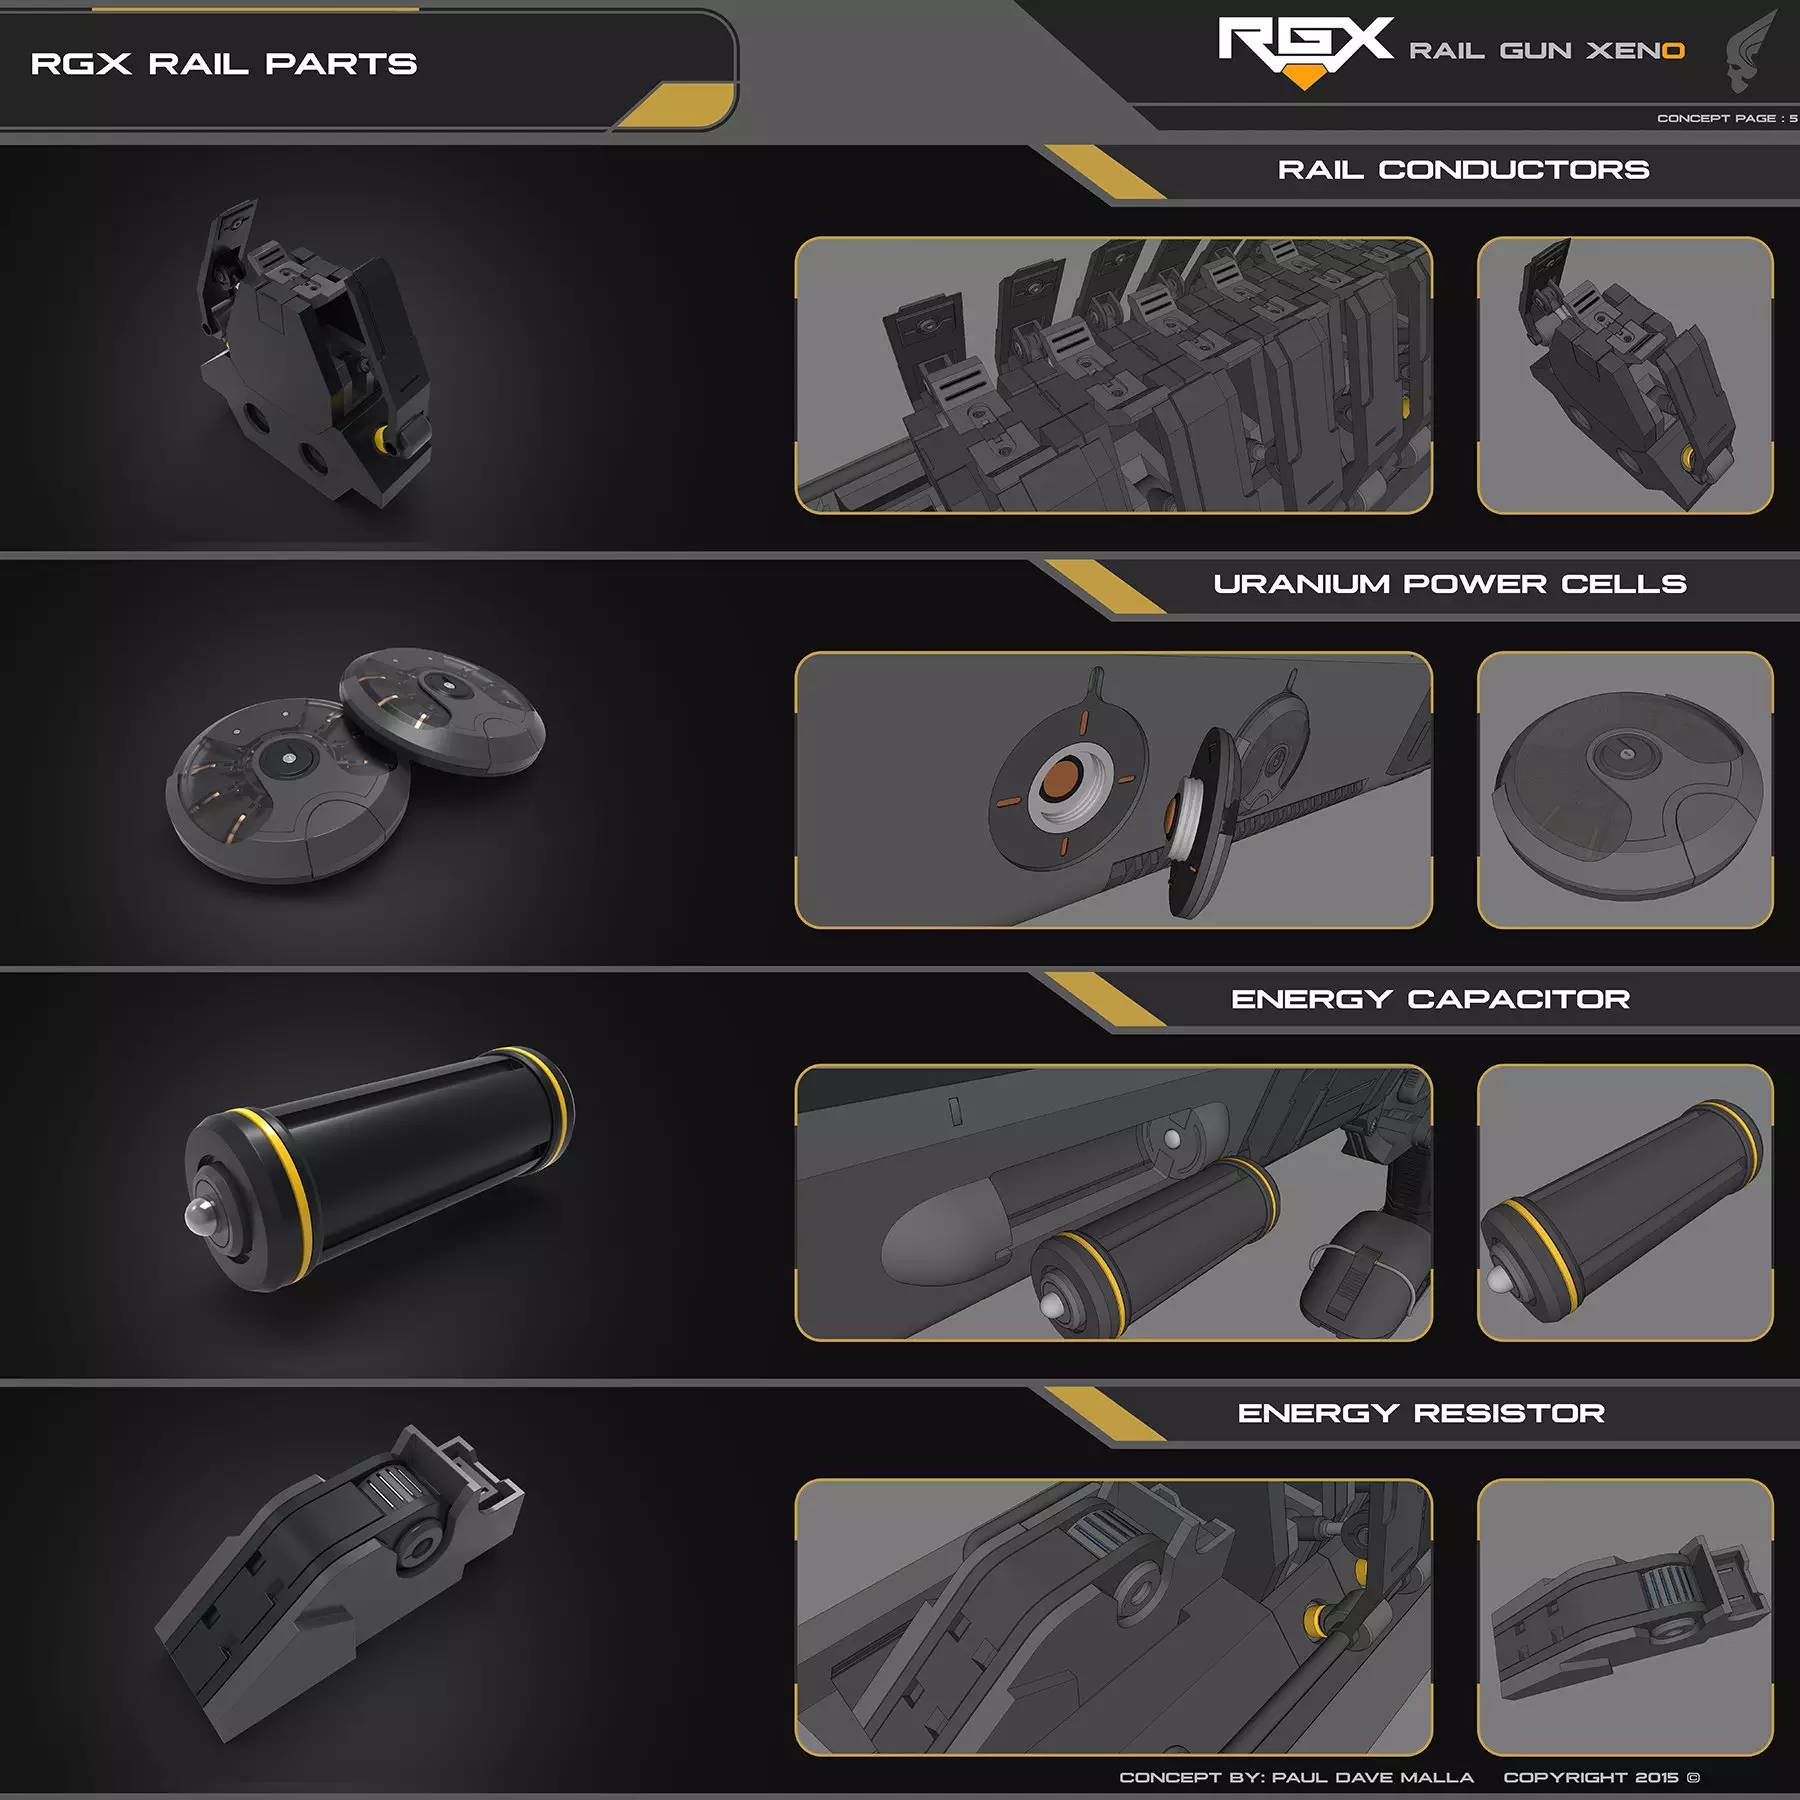 RGX RAIL PARTS
RGX RAIL GUN XENO
CONCEPT PAGE : 5
RAIL CONDUCTORS
URANIUM POWER CELLS
ENERGY CAPACITOR
ENERGY RESISTOR
CONCEPT BY: PAUL DAVE MALLA COPYRIGHT 2015 ©